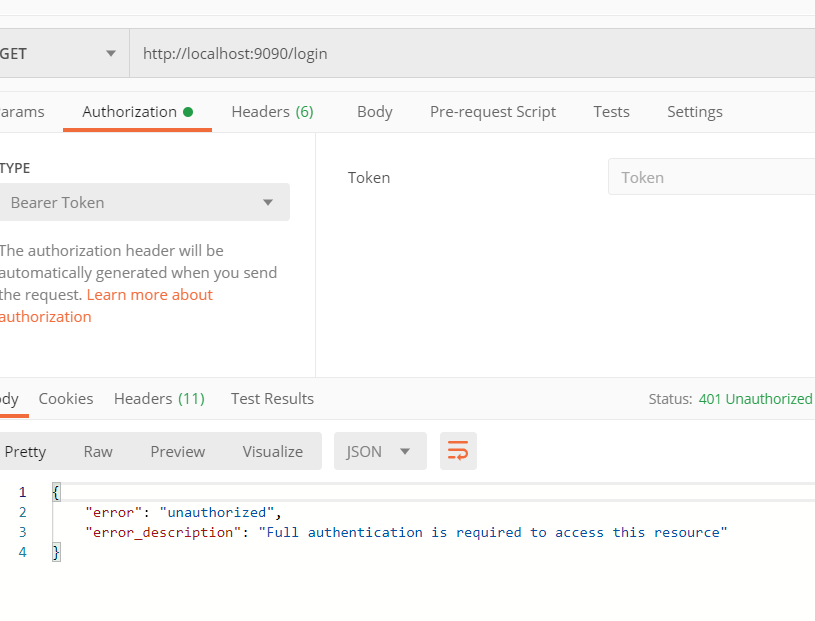 GET http://localhost:9090/login
arams Authorization Headers (6) Body Pre-request Script Tests Settings
TYPE
Bearer Token
Token Token
The authorization header will be
automatically generated when you send
the request. Learn more about
authorization
dy Cookies Headers (11) Test Results Status: 401 Unauthorized
Pretty Raw Preview Visualize JSON
1 {
2 "error": "unauthorized",
3 "error_description": "Full authentication is required to access this resource"
4 }